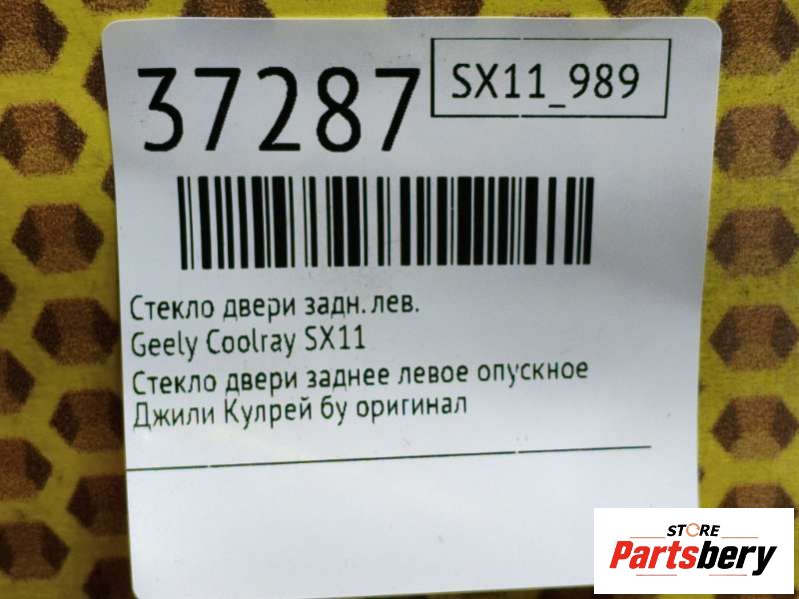 37287
SX11_989
Стекло двери задн. лев.
Geely Coolray SX11
Стекло двери заднее левое опускное
Джили Кулрей бу оригинал
STORE
Partsbery